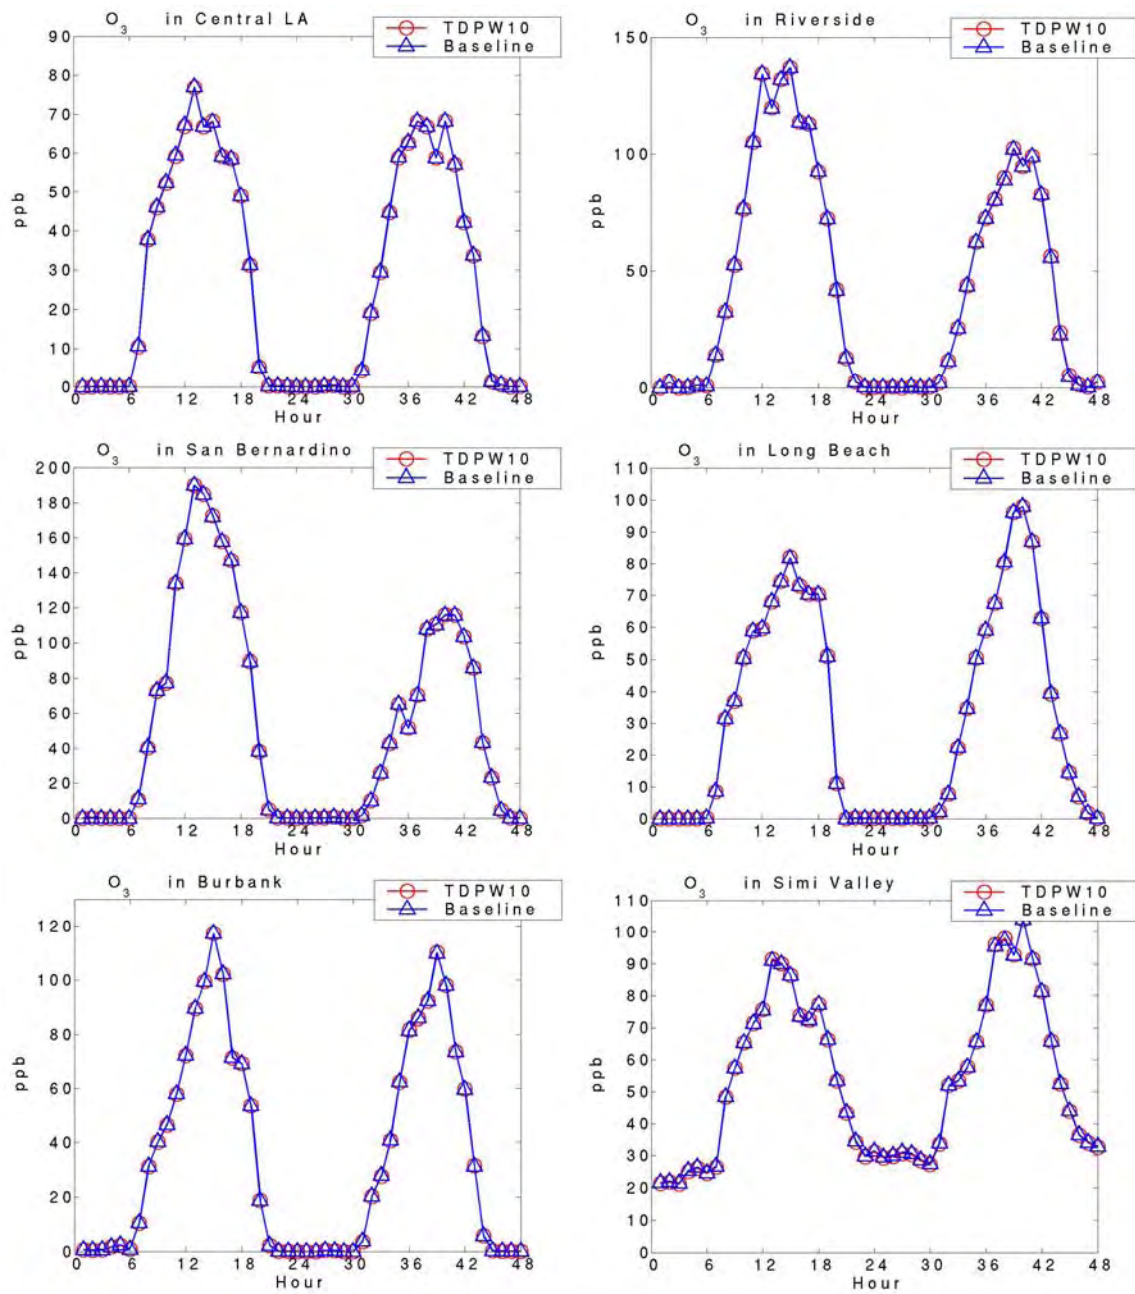 O3 in Central LA
TDPW10
Baseline
90
80
70
60
50
40
30
20
10
0
ppb
0 6 12 18 24 30 36 42 48
Hour
O3 in Riverside
TDPW10
Baseline
150
100
50
0
ppb
0 6 12 18 24 30 36 42 48
Hour
O3 in San Bernardino
TDPW10
Baseline
200
180
160
140
120
100
80
60
40
20
0
ppb
0 6 12 18 24 30 36 42 48
Hour
O3 in Long Beach
TDPW10
Baseline
110
100
90
80
70
60
50
40
30
20
10
0
ppb
0 6 12 18 24 30 36 42 48
Hour
O3 in Burbank
TDPW10
Baseline
120
100
80
60
40
20
0
ppb
0 6 12 18 24 30 36 42 48
Hour
O3 in Simi Valley
TDPW10
Baseline
110
100
90
80
70
60
50
40
30
20
10
0
ppb
0 6 12 18 24 30 36 42 48
Hour